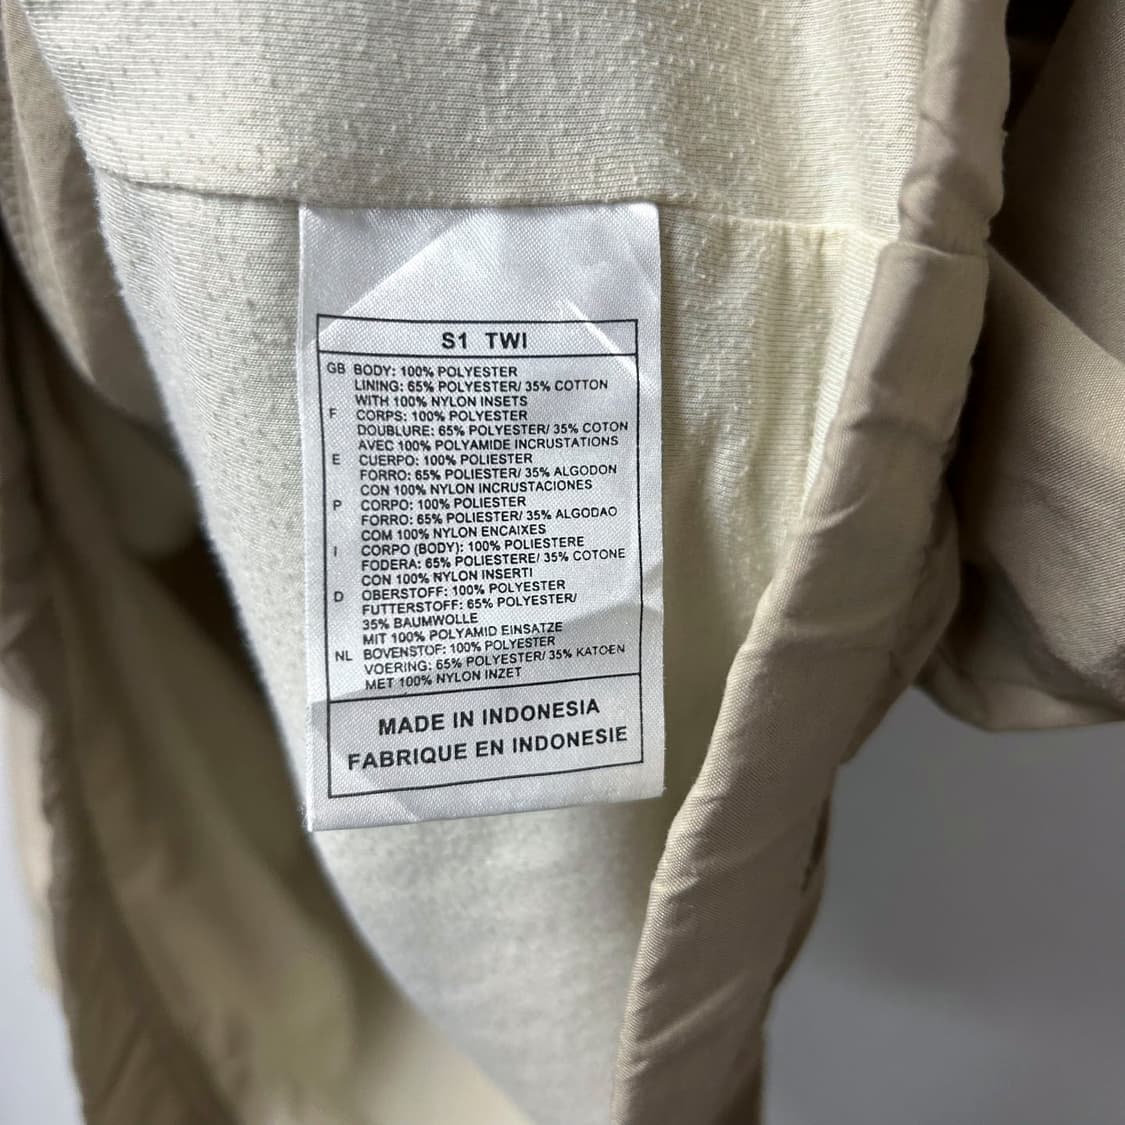 S1 TWI
GB BODY: 100% POLYESTER
LINING: 65% POLYESTER/ 35% COTTON
WITH 100% NYLON INSETS
F CORPS: 100% POLYESTER
DOUBLURE: 65% POLYESTER/ 35% COTON
AVEC 100% POLYAMIDE INCRUSTATIONS
E CUERPO: 100% POLIESTER
FORRO: 65% POLIESTER/ 35% ALGODON
CON 100% NYLON INCRUSTACIONES
P CORPO: 100% POLIESTER
FORRO: 65% POLIESTER/ 35% ALGODAO
COM 100% NYLON ENCAIXES
I CORPO (BODY): 100% POLIESTERE
FODERA: 65% POLIESTERE/ 35% COTONE
CON 100% NYLON INSERTI
D OBERSTOFF: 100% POLYESTER
FUTTERSTOFF: 65% POLYESTER/
35% BAUMWOLLE
MIT 100% POLYAMID EINSATZE
NL BOVENSTOF: 100% POLYESTER
VOERING: 65% POLYESTER/ 35% KATOEN
MET 100% NYLON INZET
MADE IN INDONESIA
FABRIQUE EN INDONESIE